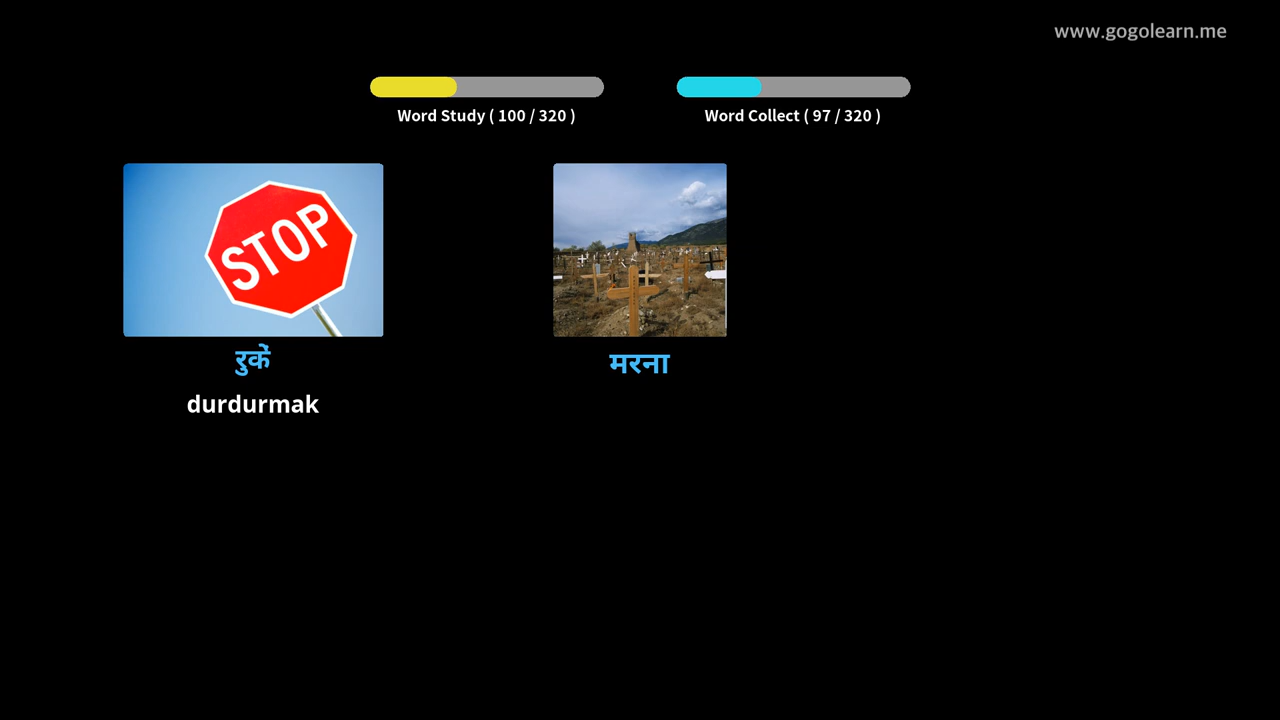 www.gogolearn.me
Word Study ( 100 / 320 )
Word Collect ( 97 / 320 )
STOP
रुकें
मरना
durdurmak